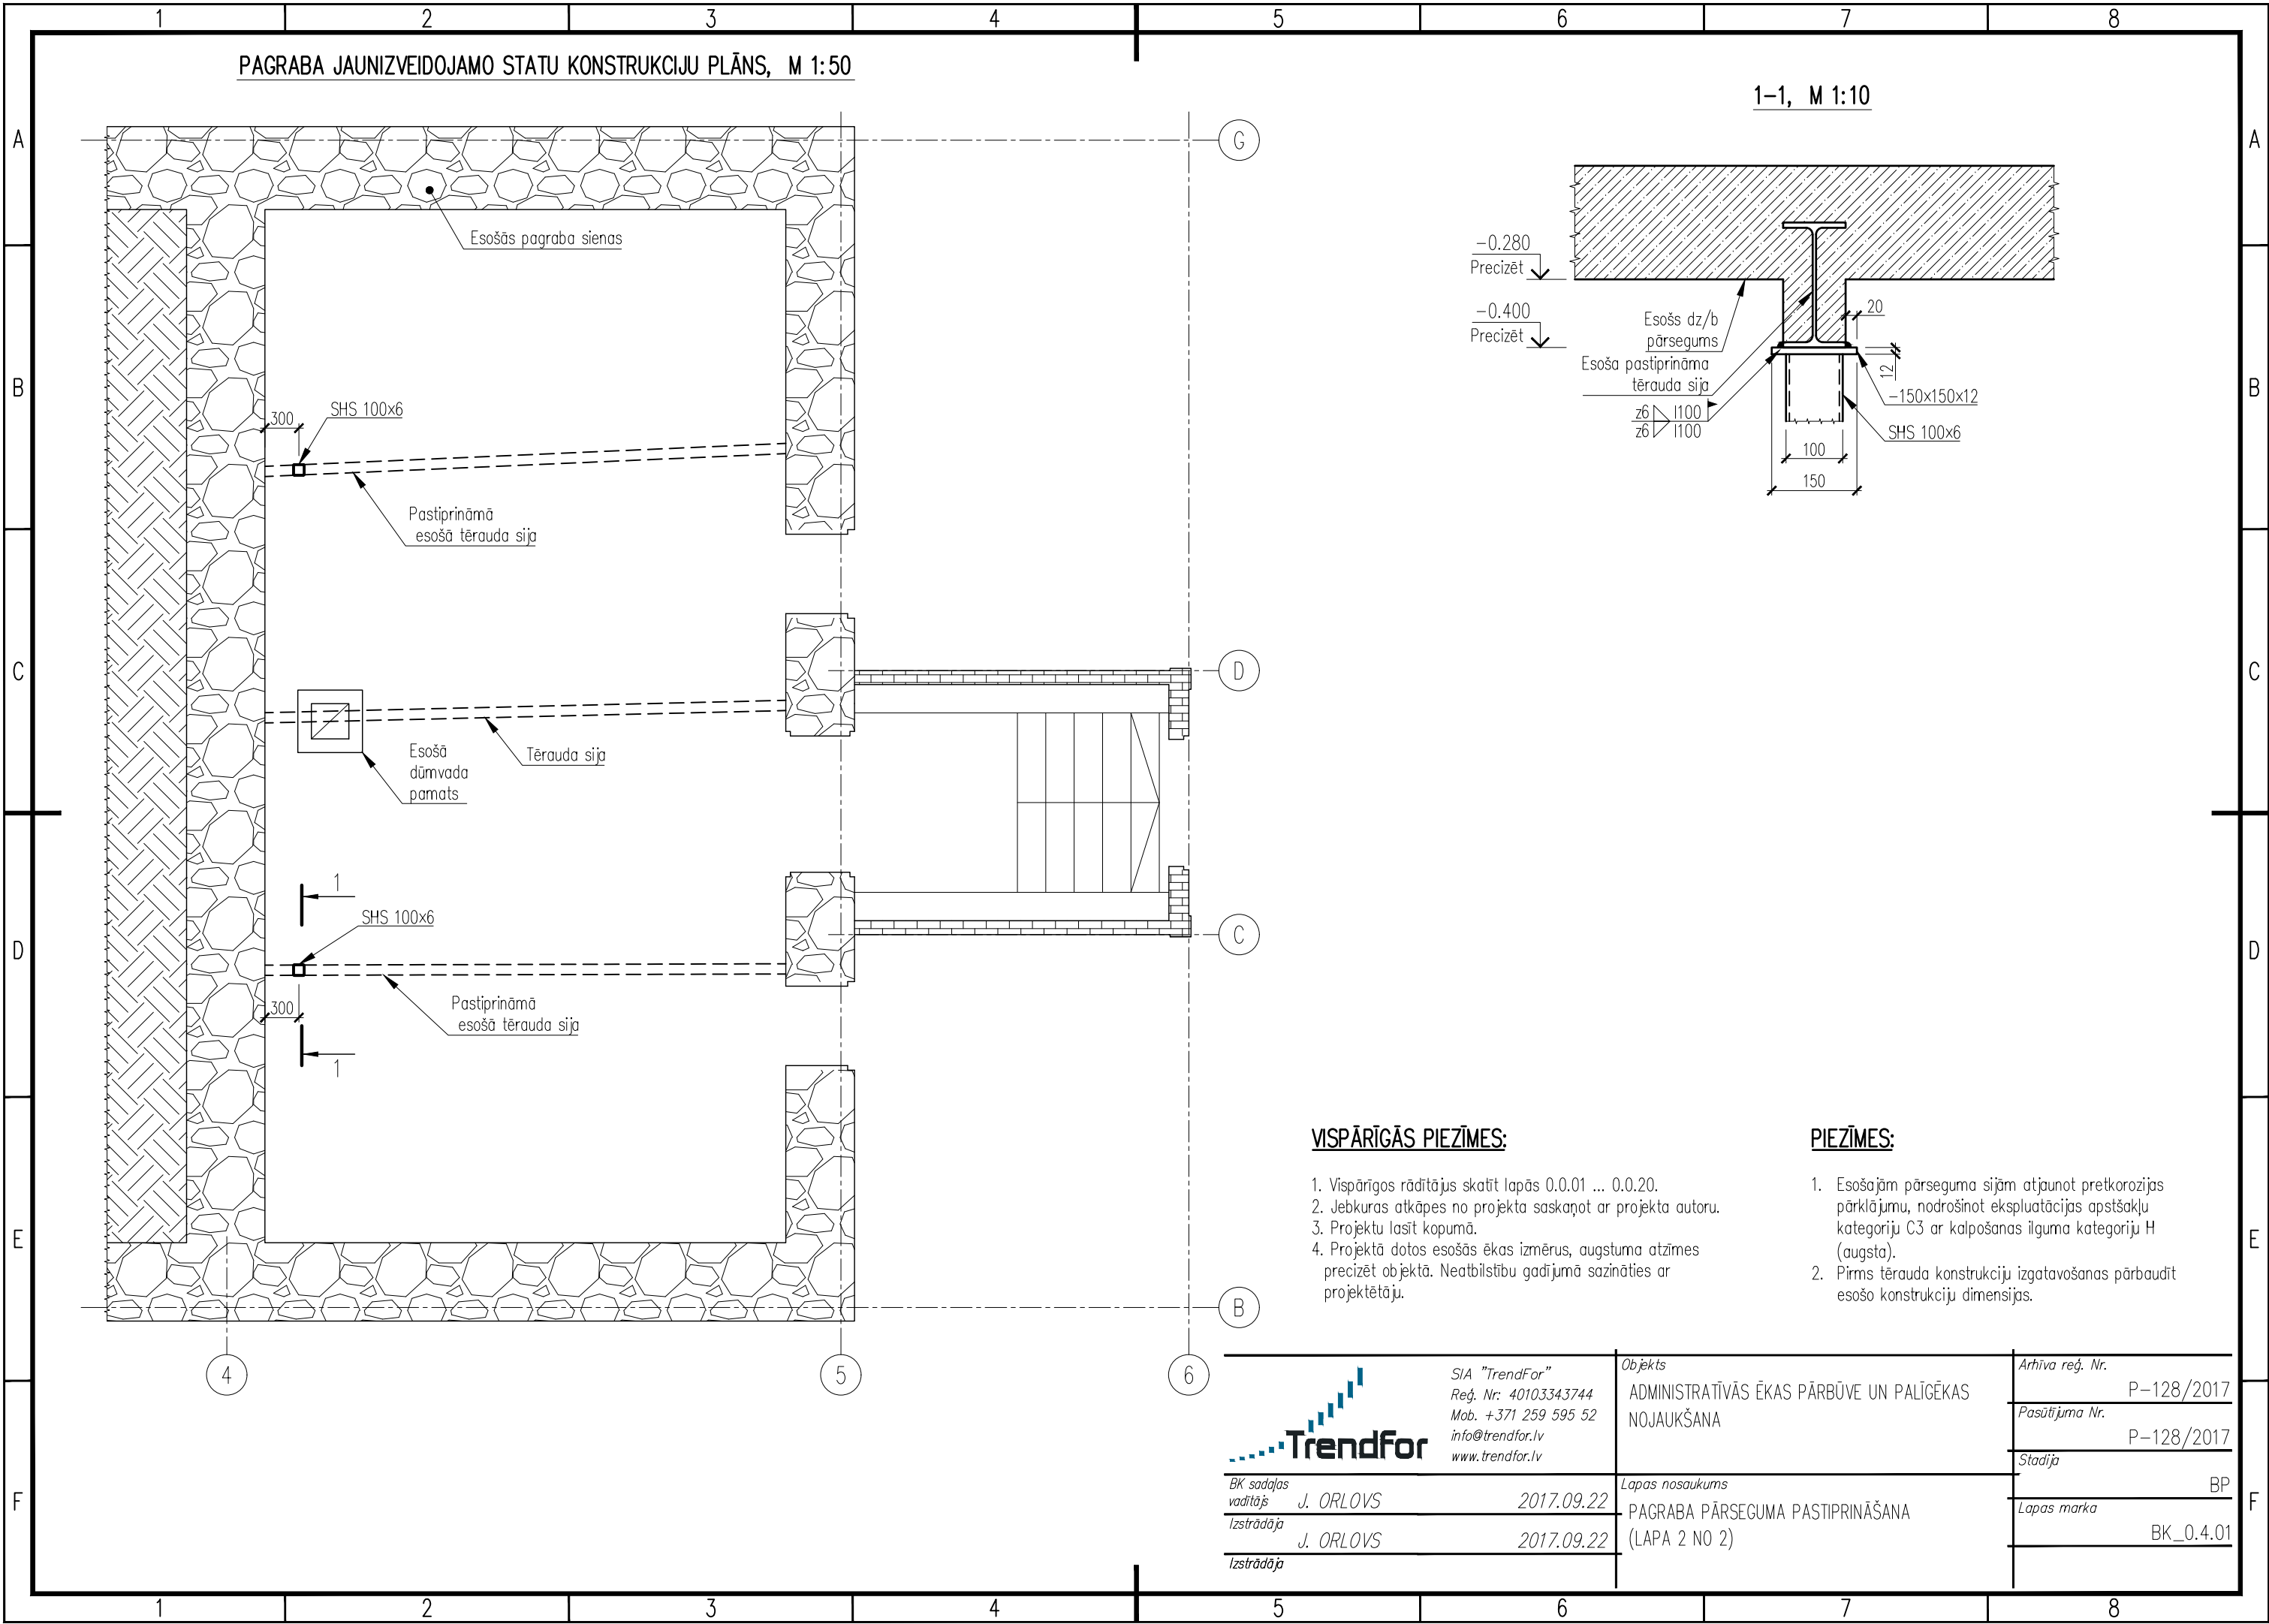 1 2 3 4 5 6 7 8
PAGRABA JAUNIZVEIDOJAMO STATU KONSTRUKCIJU PLĀNS, M 1:50
1-1, M 1:10
A
A
G
Esošās pagraba sienas
-0.280
Precizēt
-0.400
Precizēt
Esošs dz/b
pārsegums
Esoša pastiprināma
tērauda sija
z6 l100
z6 l100
20
12
-150x150x12
SHS 100x6
100
150
B
B
300
SHS 100x6
Pastiprināmā
esošā tērauda sija
C
C
D
Esošā
dūmvada
pamats
Tērauda sija
1
SHS 100x6
C
D
D
300
Pastiprināmā
esošā tērauda sija
1
VISPĀRĪGĀS PIEZĪMES:
1. Vispārīgos rādītājus skatīt lapās 0.0.01 ... 0.0.20.
2. Jebkuras atkāpes no projekta saskaņot ar projekta autoru.
3. Projektu lasīt kopumā.
4. Projektā dotos esošās ēkas izmērus, augstuma atzīmes
precizēt objektā. Neatbilstību gadījumā sazināties ar
projektētāju.
PIEZĪMES:
1. Esošajām pārseguma sijām atjaunot pretkorozijas
pārklājumu, nodrošinot ekspluatācijas apstšakļu
kategoriju C3 ar kalpošanas ilguma kategoriju H
(augsta).
2. Pirms tērauda konstrukciju izgatavošanas pārbaudīt
esošo konstrukciju dimensijas.
E
E
B
4
5
6
Trendfor
SIA "TrendFor"
Reģ. Nr: 40103343744
Mob. +371 259 595 52
info@trendfor.lv
www.trendfor.lv
Objekts
ADMINISTRATĪVĀS ĒKAS PĀRBŪVE UN PALĪGĒKAS
NOJAUKŠANA
Arhīva reģ. Nr.
P-128/2017
Pasūtījuma Nr.
P-128/2017
Stadija
BP
Lapas marka
BK_0.4.01
BK sadaļas
vadītājs J. ORLOVS 2017.09.22
Izstrādāja
J. ORLOVS 2017.09.22
Izstrādāja
Lapas nosaukums
PAGRABA PĀRSEGUMA PASTIPRINĀŠANA
(LAPA 2 NO 2)
F
F
1 2 3 4 5 6 7 8